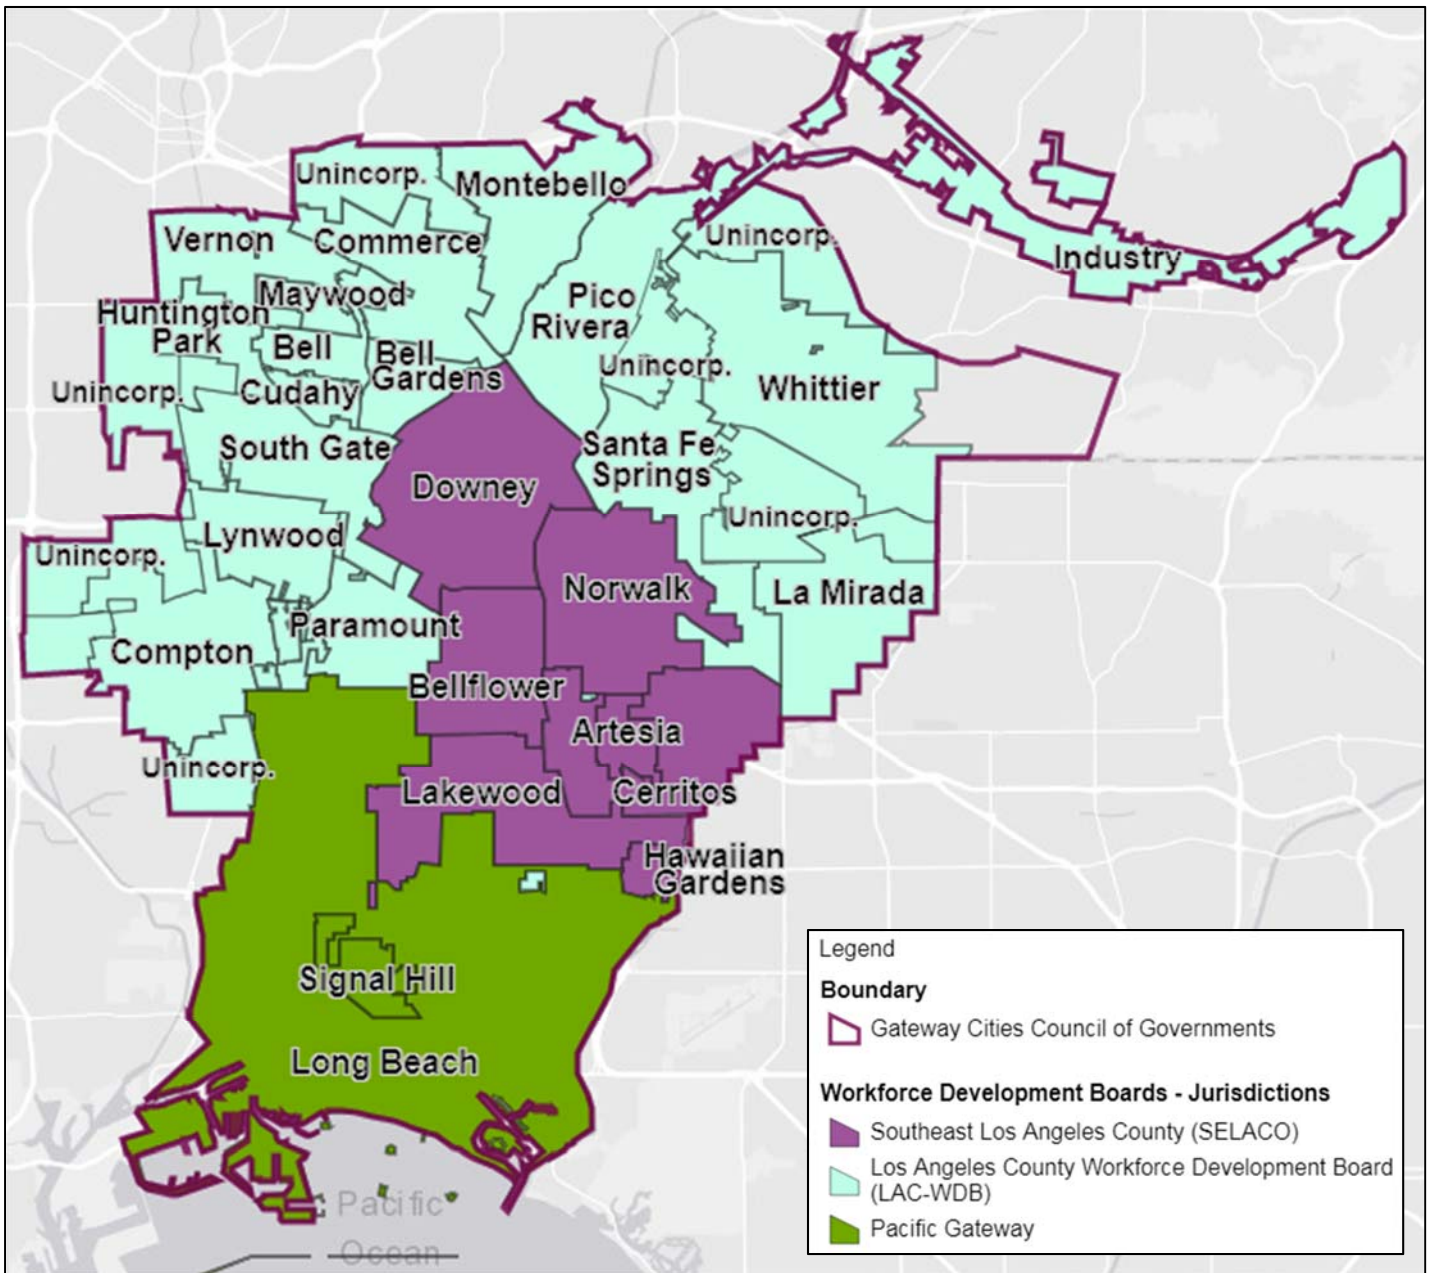 Unincorp.
Montebello
Vernon
Commerce
Unincorp.
Industry
Maywood
Huntington
Park
Pico
Rivera
Bell
Bell
Gardens
Unincorp.
Unincorp.
Cudahy
Whittier
South Gate
Santa Fe
Springs
Downey
Unincorp.
Lynwood
Unincorp.
Norwalk
La Mirada
Paramount
Compton
Bellflower
Artesia
Unincorp.
Lakewood
Cerritos
Hawaiian
Gardens
Signal Hill
Long Beach
Pacific
Ocean
Legend
Boundary
Gateway Cities Council of Governments
Workforce Development Boards - Jurisdictions
Southeast Los Angeles County (SELACO)
Los Angeles County Workforce Development Board
(LAC-WDB)
Pacific Gateway